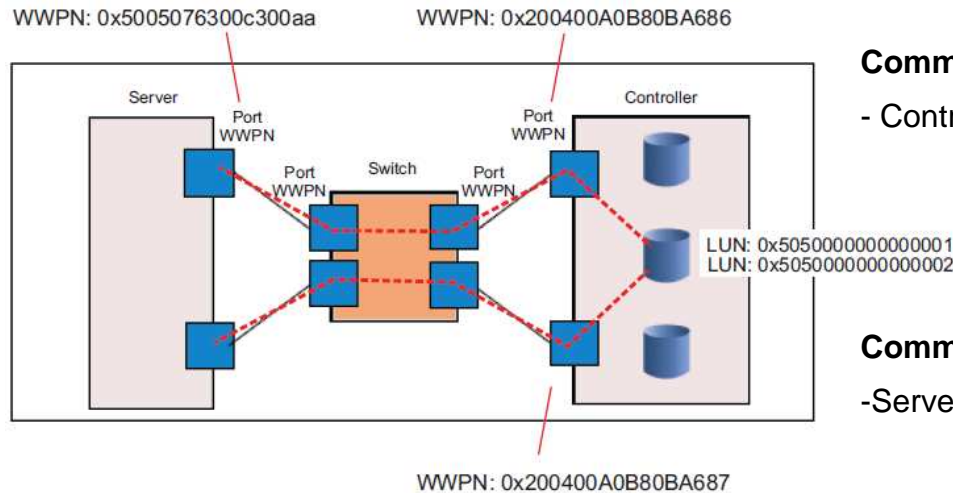 WWPN: 0x5005076300c300aa
WWPN: 0x200400A0B80BA686
Server
Port
WWPN
Port
WWPN
Switch
Port
WWPN
Port
WWPN
Controller
LUN: 0x5050000000000001
LUN: 0x5050000000000002
WWPN: 0x200400A0B80BA687
Comm
- Contr
Comm
-Serve